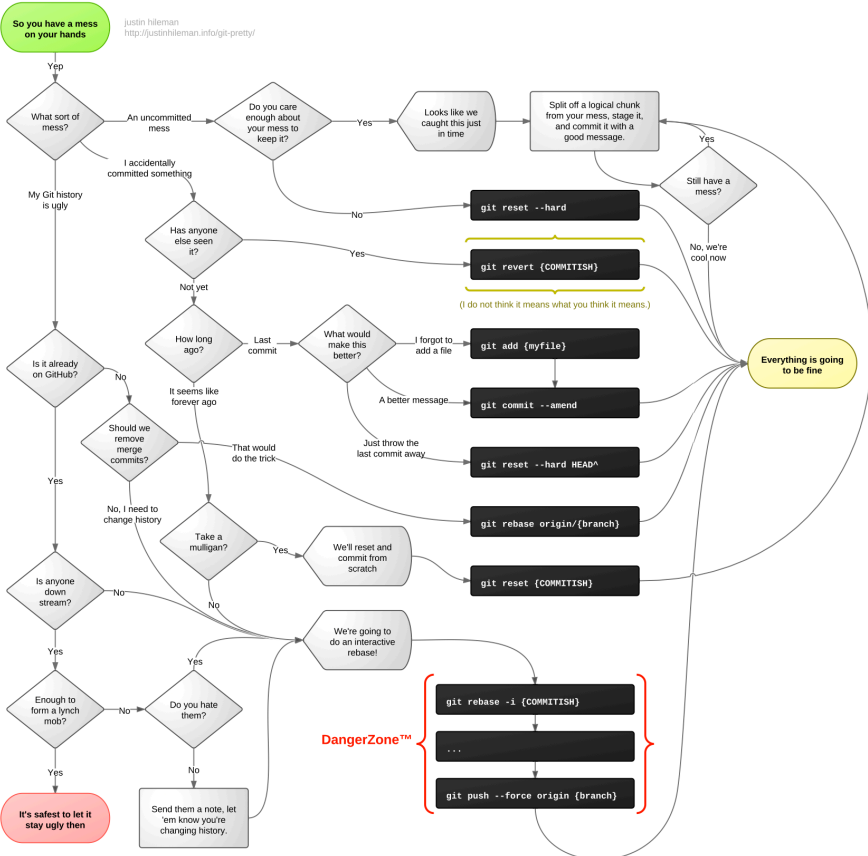 So you have a mess
on your hands
justin hileman
http://justinhileman.info/git-pretty/
Yep
What sort of
mess?
An uncommitted
mess
Do you care
enough about
your mess to
keep it?
Yes
Looks like we
caught this just
in time
Split off a logical chunk
from your mess, stage it,
and commit it with a
good message.
Yes
Still have a
mess?
No, we're
cool now
I accidentally
committed something
My Git history
is ugly
No
git reset --hard
Has anyone
else seen
it?
Yes
git revert {COMMITISH}
(I do not think it means what you think it means.)
Not yet
How long
ago?
Last
commit
What would
make this
better?
I forgot to
add a file
git add {myfile}
Everything is going
to be fine
Is it already
on GitHub?
No
It seems like
forever ago
A better message
git commit --amend
Should we
remove
merge
commits?
That would
do the trick
Just throw the
last commit away
git reset --hard HEAD^
Yes
No, I need to
change history
git rebase origin/{branch}
Take a
mulligan?
Yes
We'll reset and
commit from
scratch
git reset {COMMITISH}
Is anyone
down
stream?
No
No
We're going to
do an interactive
rebase!
Yes
Yes
Enough to
form a lynch
mob?
No
Do you hate
them?
DangerZone™
git rebase -i {COMMITISH}
...
git push --force origin {branch}
Yes
No
It's safest to let it
stay ugly then
Send them a note, let
'em know you're
changing history.